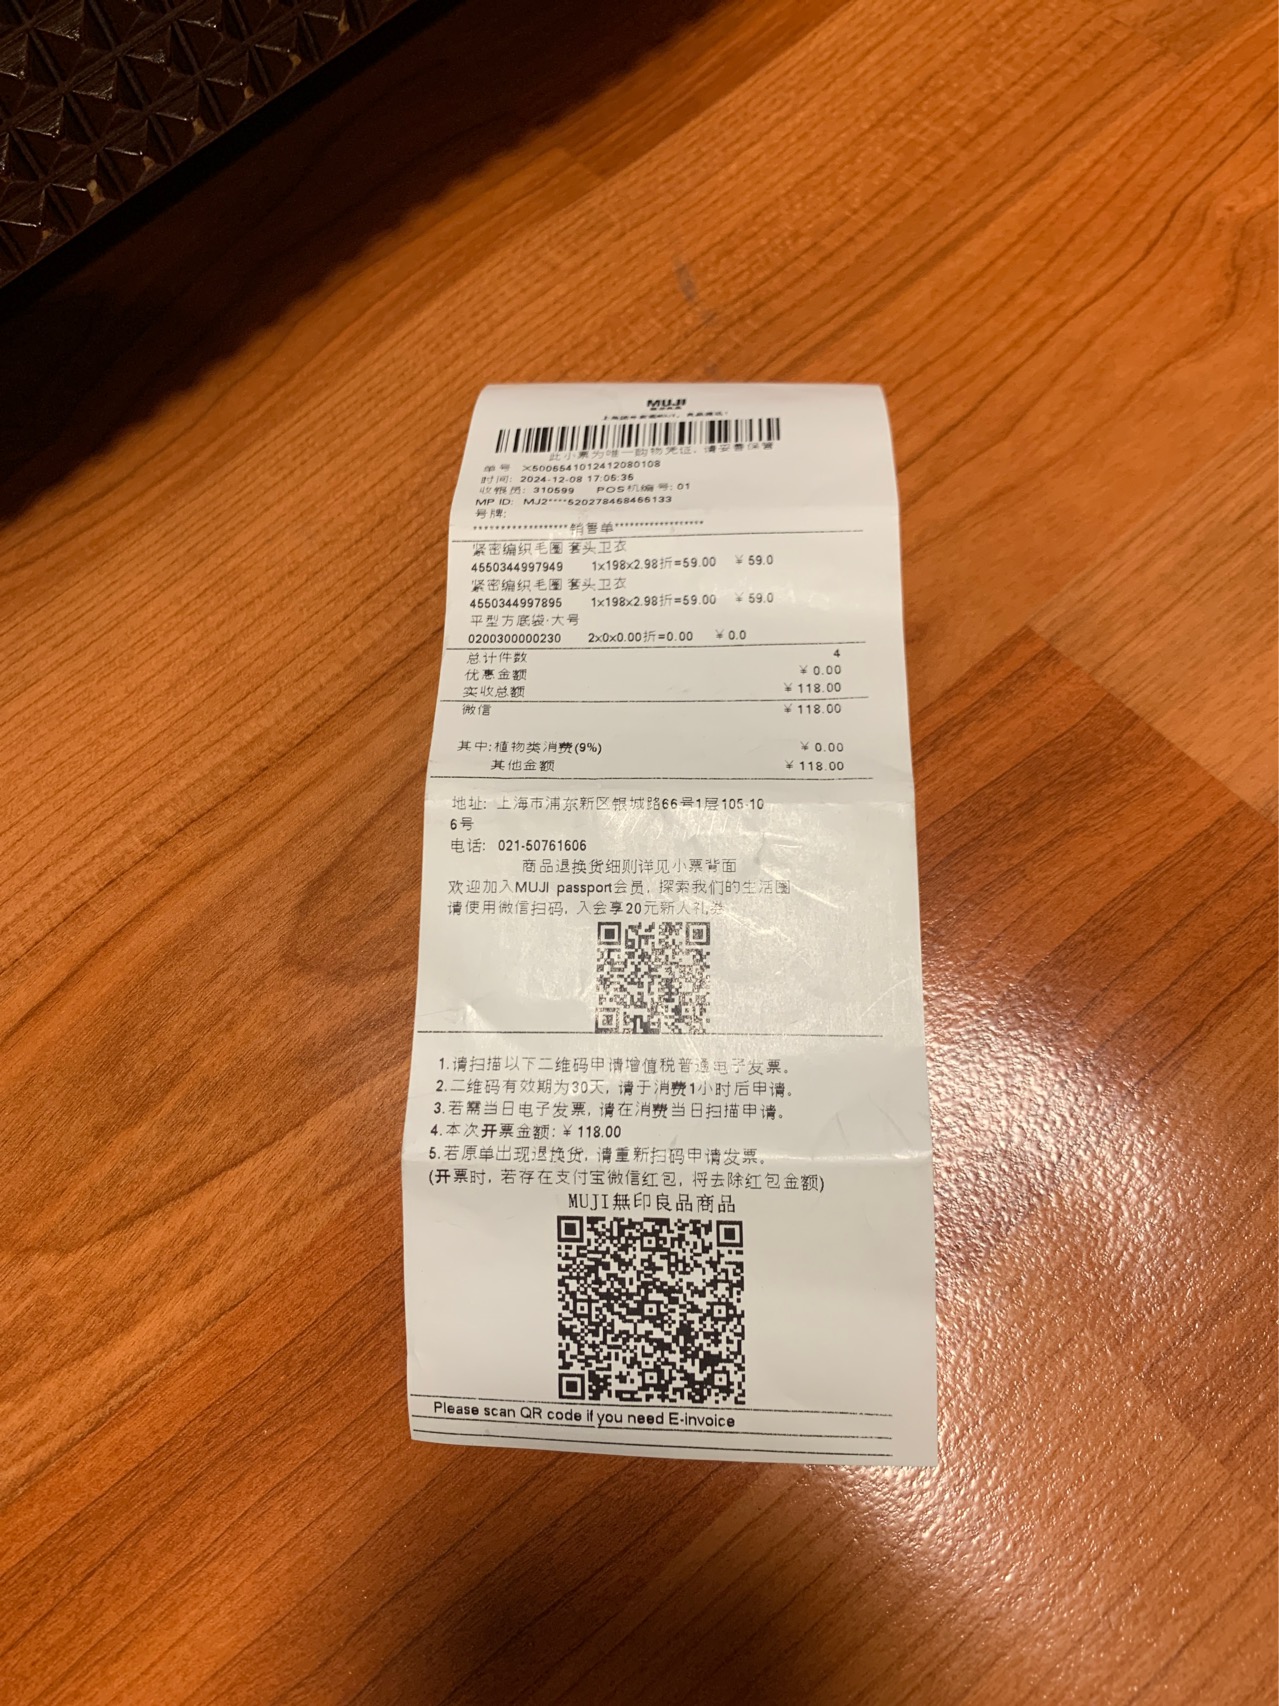 MUJI
無印良品
此小票为唯一购物凭证、请妥善保管
单号 X5006541012412080108
时间: 2024-12-08 17:05:35
收银员: 310599 POS机编号: 01
MP ID: MJ2****520278468466133
号牌:
******************销售单******************
紧密编织毛圈 套头卫衣
4550344997949 1x198x2.98折=59.00 ¥ 59.0
紧密编织毛圈 套头卫衣
4550344997895 1x198x2.98折=59.00 ¥ 59.0
平型方底袋·大号
0200300000230 2x0x0.00折=0.00 ¥ 0.0
总计件数 4
优惠金额 ¥ 0.00
实收总额 ¥ 118.00
微信 ¥ 118.00
其中:植物类消费(9%) ¥ 0.00
其他金额 ¥ 118.00
地址: 上海市浦东新区银城路66号1层105-10
6号
电话: 021-50761606
商品退换货细则详见小票背面
欢迎加入MUJI passport会员, 探索我们的生活圈
请使用微信扫码, 入会享20元新人礼券
1.请扫描以下二维码申请增值税普通电子发票。
2.二维码有效期为30天, 请于消费1小时后申请。
3.若需当日电子发票, 请在消费当日扫描申请。
4.本次开票金额: ¥ 118.00
5.若原单出现退换货, 请重新扫码申请发票。
(开票时, 若存在支付宝微信红包, 将去除红包金额)
MUJI無印良品商品
Please scan QR code if you need E-invoice